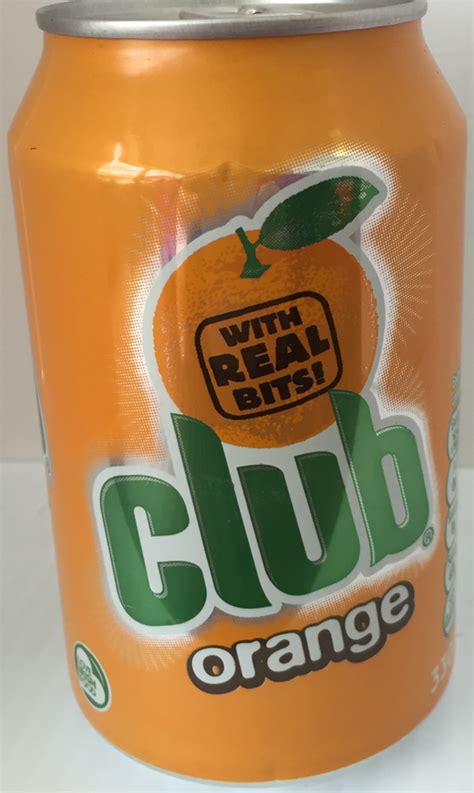 WITH
REAL
BITS!
club®
orange